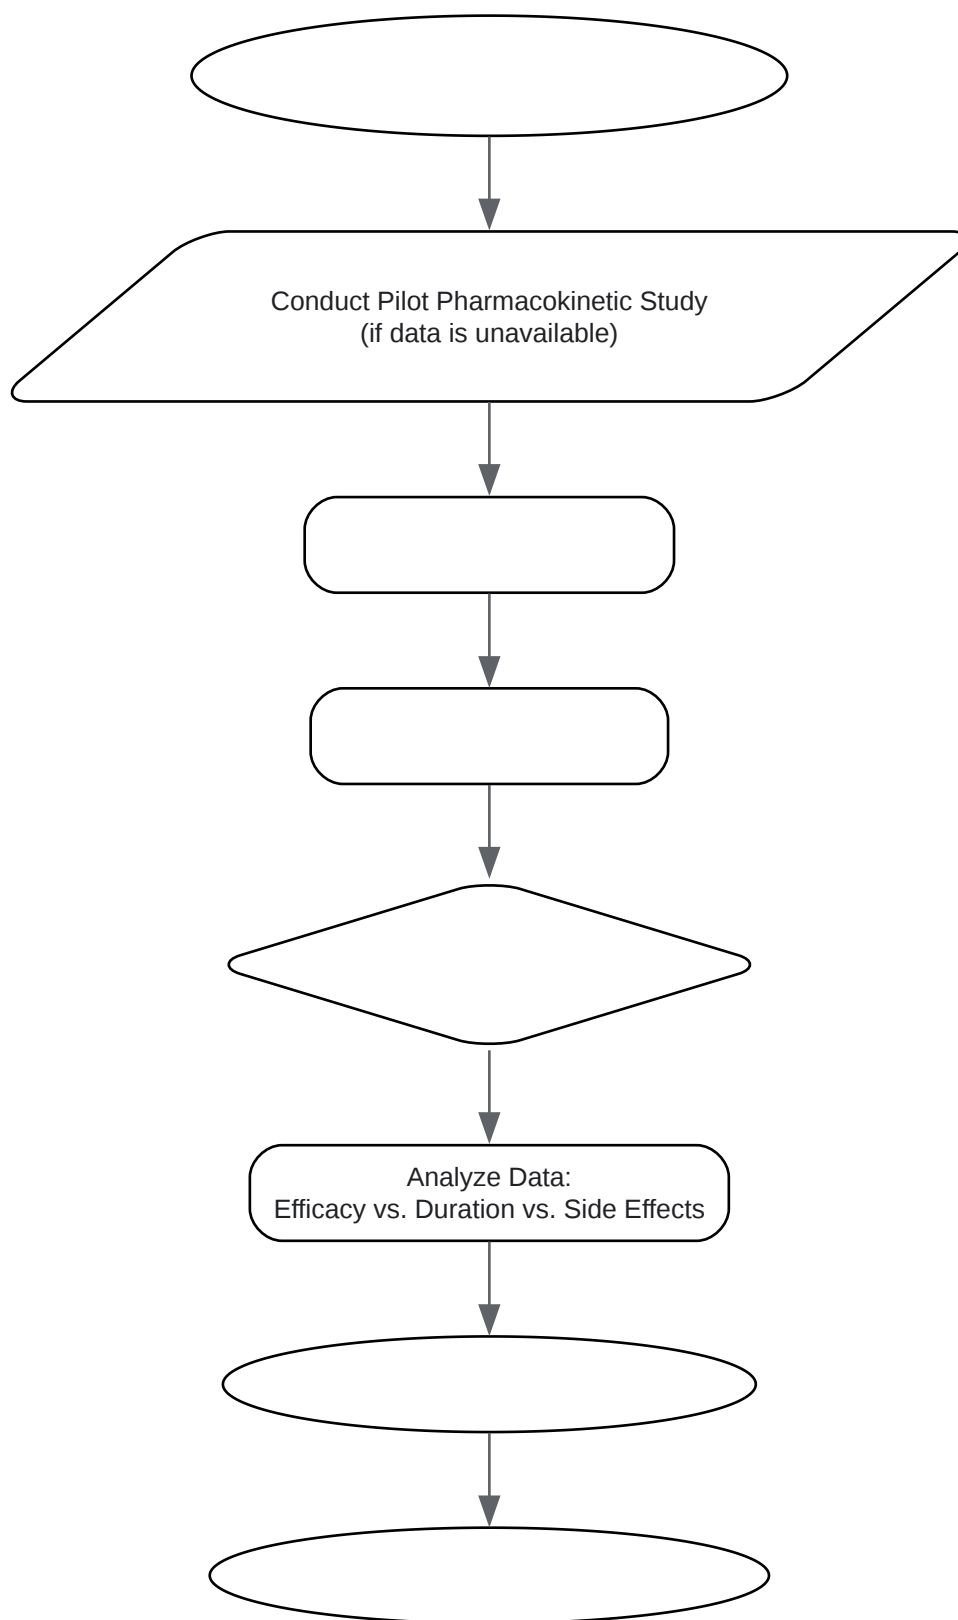 Conduct Pilot Pharmacokinetic Study
(if data is unavailable)
Analyze Data:
Efficacy vs. Duration vs. Side Effects